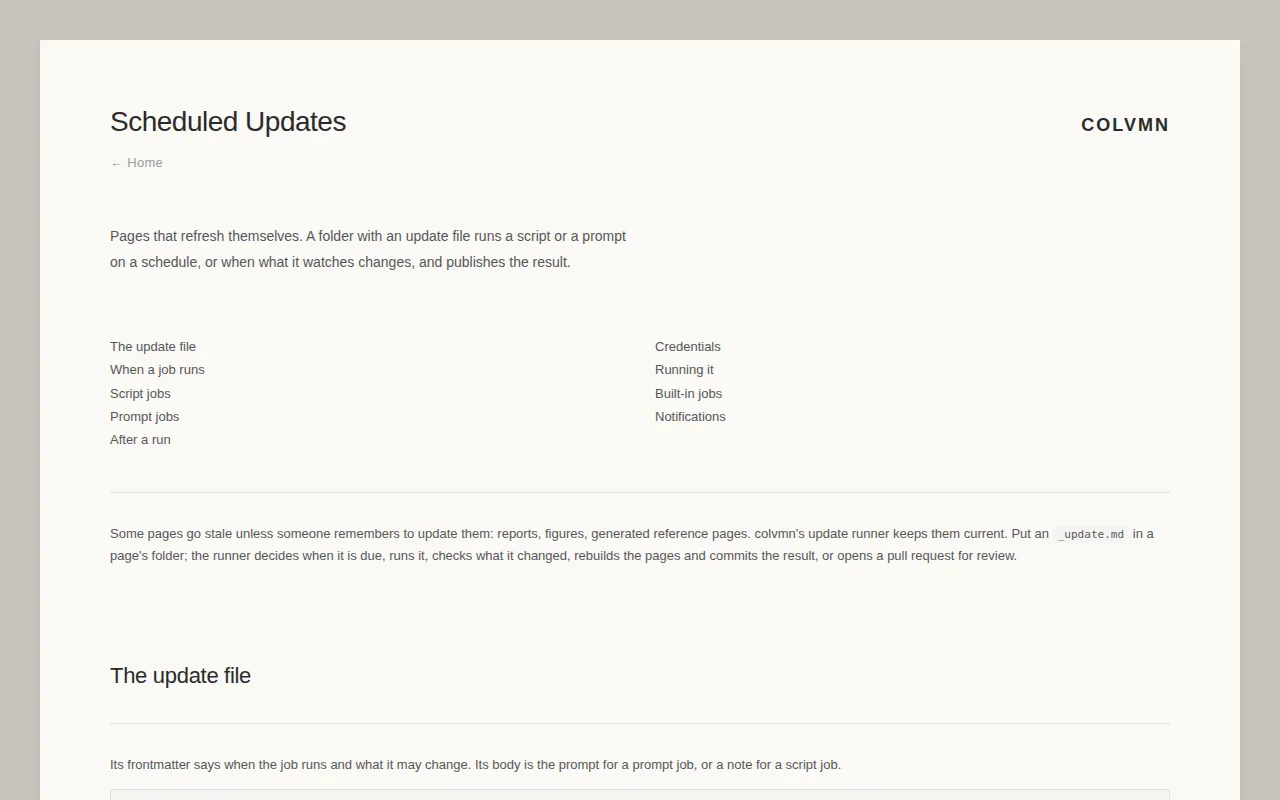 Scheduled Updates
COLVMN
← Home
Pages that refresh themselves. A folder with an update file runs a script or a prompt
on a schedule, or when what it watches changes, and publishes the result.
The update file
When a job runs
Script jobs
Prompt jobs
After a run
Credentials
Running it
Built-in jobs
Notifications
Some pages go stale unless someone remembers to update them: reports, figures, generated reference pages. colvmn's update runner keeps them current. Put an _update.md in a
page's folder; the runner decides when it is due, runs it, checks what it changed, rebuilds the pages and commits the result, or opens a pull request for review.
The update file
Its frontmatter says when the job runs and what it may change. Its body is the prompt for a prompt job, or a note for a script job.